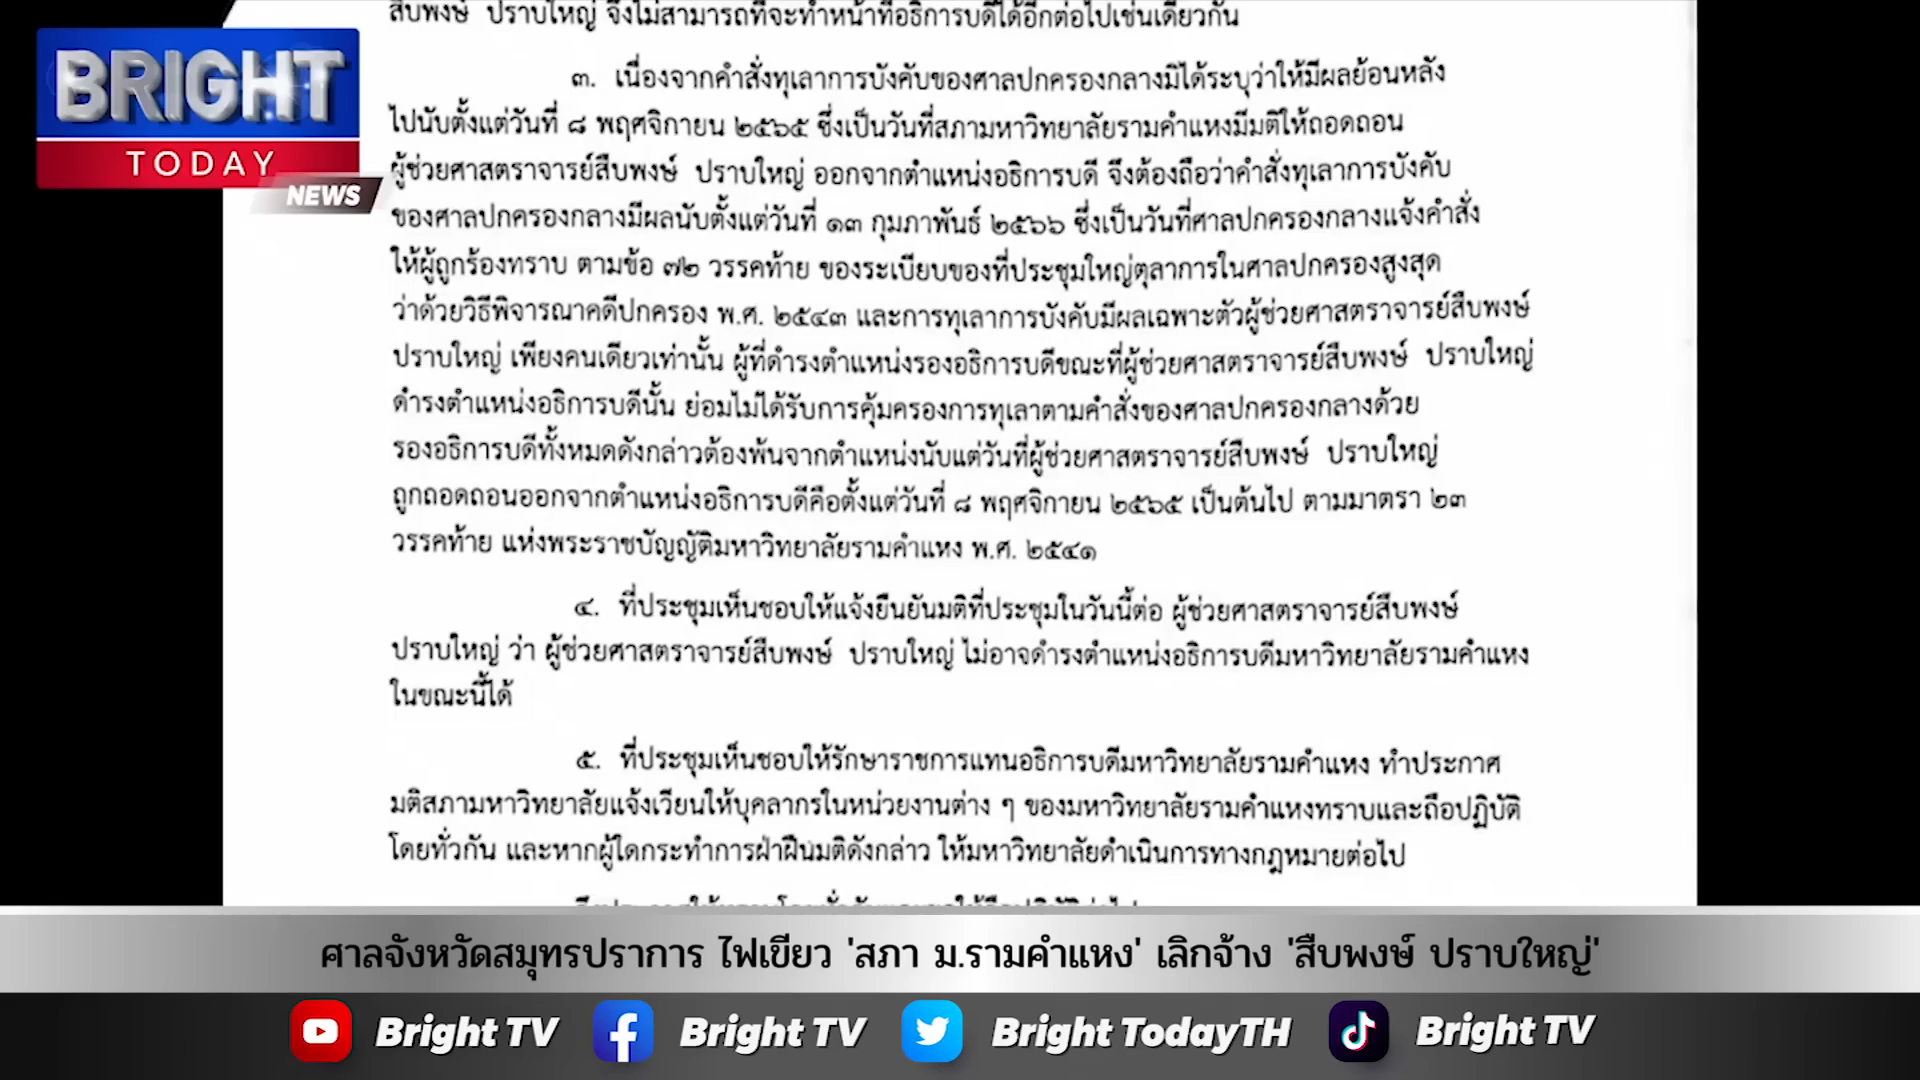 สืบพงษ์ ปราบใหญ่ จึงไม่สามารถที่จะทำหน้าที่อธิการบดีได้อีกต่อไปเช่นเดียวกัน
BRIGHT
TODAY
NEWS
๓. เนื่องจากคำสั่งทุเลาการบังคับของศาลปกครองกลางมิได้ระบุว่าให้มีผลย้อนหลัง
ไปนับตั้งแต่วันที่ ๘ พฤศจิกายน ๒๕๖๕ ซึ่งเป็นวันที่สภามหาวิทยาลัยรามคำแหงมีมติให้ถอดถอน
ผู้ช่วยศาสตราจารย์สืบพงษ์ ปราบใหญ่ ออกจากตำแหน่งอธิการบดี จึงต้องถือว่าคำสั่งทุเลาการบังคับ
ของศาลปกครองกลางมีผลนับตั้งแต่วันที่ ๑๓ กุมภาพันธ์ ๒๕๖๖ ซึ่งเป็นวันที่ศาลปกครองกลางแจ้งคำสั่ง
ให้ผู้ถูกร้องทราบ ตามข้อ ๗๒ วรรคท้าย ของระเบียบของที่ประชุมใหญ่ตุลาการในศาลปกครองสูงสุด
ว่าด้วยวิธีพิจารณาคดีปกครอง พ.ศ. ๒๕๔๓ และการทุเลาการบังคับมีผลเฉพาะตัวผู้ช่วยศาสตราจารย์สืบพงษ์
ปราบใหญ่ เพียงคนเดียวเท่านั้น ผู้ที่ดำรงตำแหน่งรองอธิการบดีขณะที่ผู้ช่วยศาสตราจารย์สืบพงษ์ ปราบใหญ่
ดำรงตำแหน่งอธิการบดีนั้น ย่อมไม่ได้รับการคุ้มครองการทุเลาตามคำสั่งของศาลปกครองกลางด้วย
รองอธิการบดีทั้งหมดดังกล่าวต้องพ้นจากตำแหน่งนับแต่วันที่ผู้ช่วยศาสตราจารย์สืบพงษ์ ปราบใหญ่
ถูกถอดถอนออกจากตำแหน่งอธิการบดีคือตั้งแต่วันที่ ๘ พฤศจิกายน ๒๕๖๕ เป็นต้นไป ตามมาตรา ๒๓
วรรคท้าย แห่งพระราชบัญญัติมหาวิทยาลัยรามคำแหง พ.ศ. ๒๕๔๑
๔. ที่ประชุมเห็นชอบให้แจ้งยืนยันมติที่ประชุมในวันนี้ต่อ ผู้ช่วยศาสตราจารย์สืบพงษ์
ปราบใหญ่ ว่า ผู้ช่วยศาสตราจารย์สืบพงษ์ ปราบใหญ่ ไม่อาจดำรงตำแหน่งอธิการบดีมหาวิทยาลัยรามคำแหง
ในขณะนี้ได้
๕. ที่ประชุมเห็นชอบให้รักษาราชการแทนอธิการบดีมหาวิทยาลัยรามคำแหง ทำประกาศ
มติสภามหาวิทยาลัยแจ้งเวียนให้บุคลากรในหน่วยงานต่าง ๆ ของมหาวิทยาลัยรามคำแหงทราบและถือปฏิบัติ
โดยทั่วกัน และหากผู้ใดกระทำการฝ่าฝืนมติดังกล่าว ให้มหาวิทยาลัยดำเนินการทางกฎหมายต่อไป
ศาลจังหวัดสมุทรปราการ ไฟเขียว 'สภา ม.รามคำแหง' เลิกจ้าง 'สืบพงษ์ ปราบใหญ่'
Bright TV Bright TV Bright TodayTH Bright TV